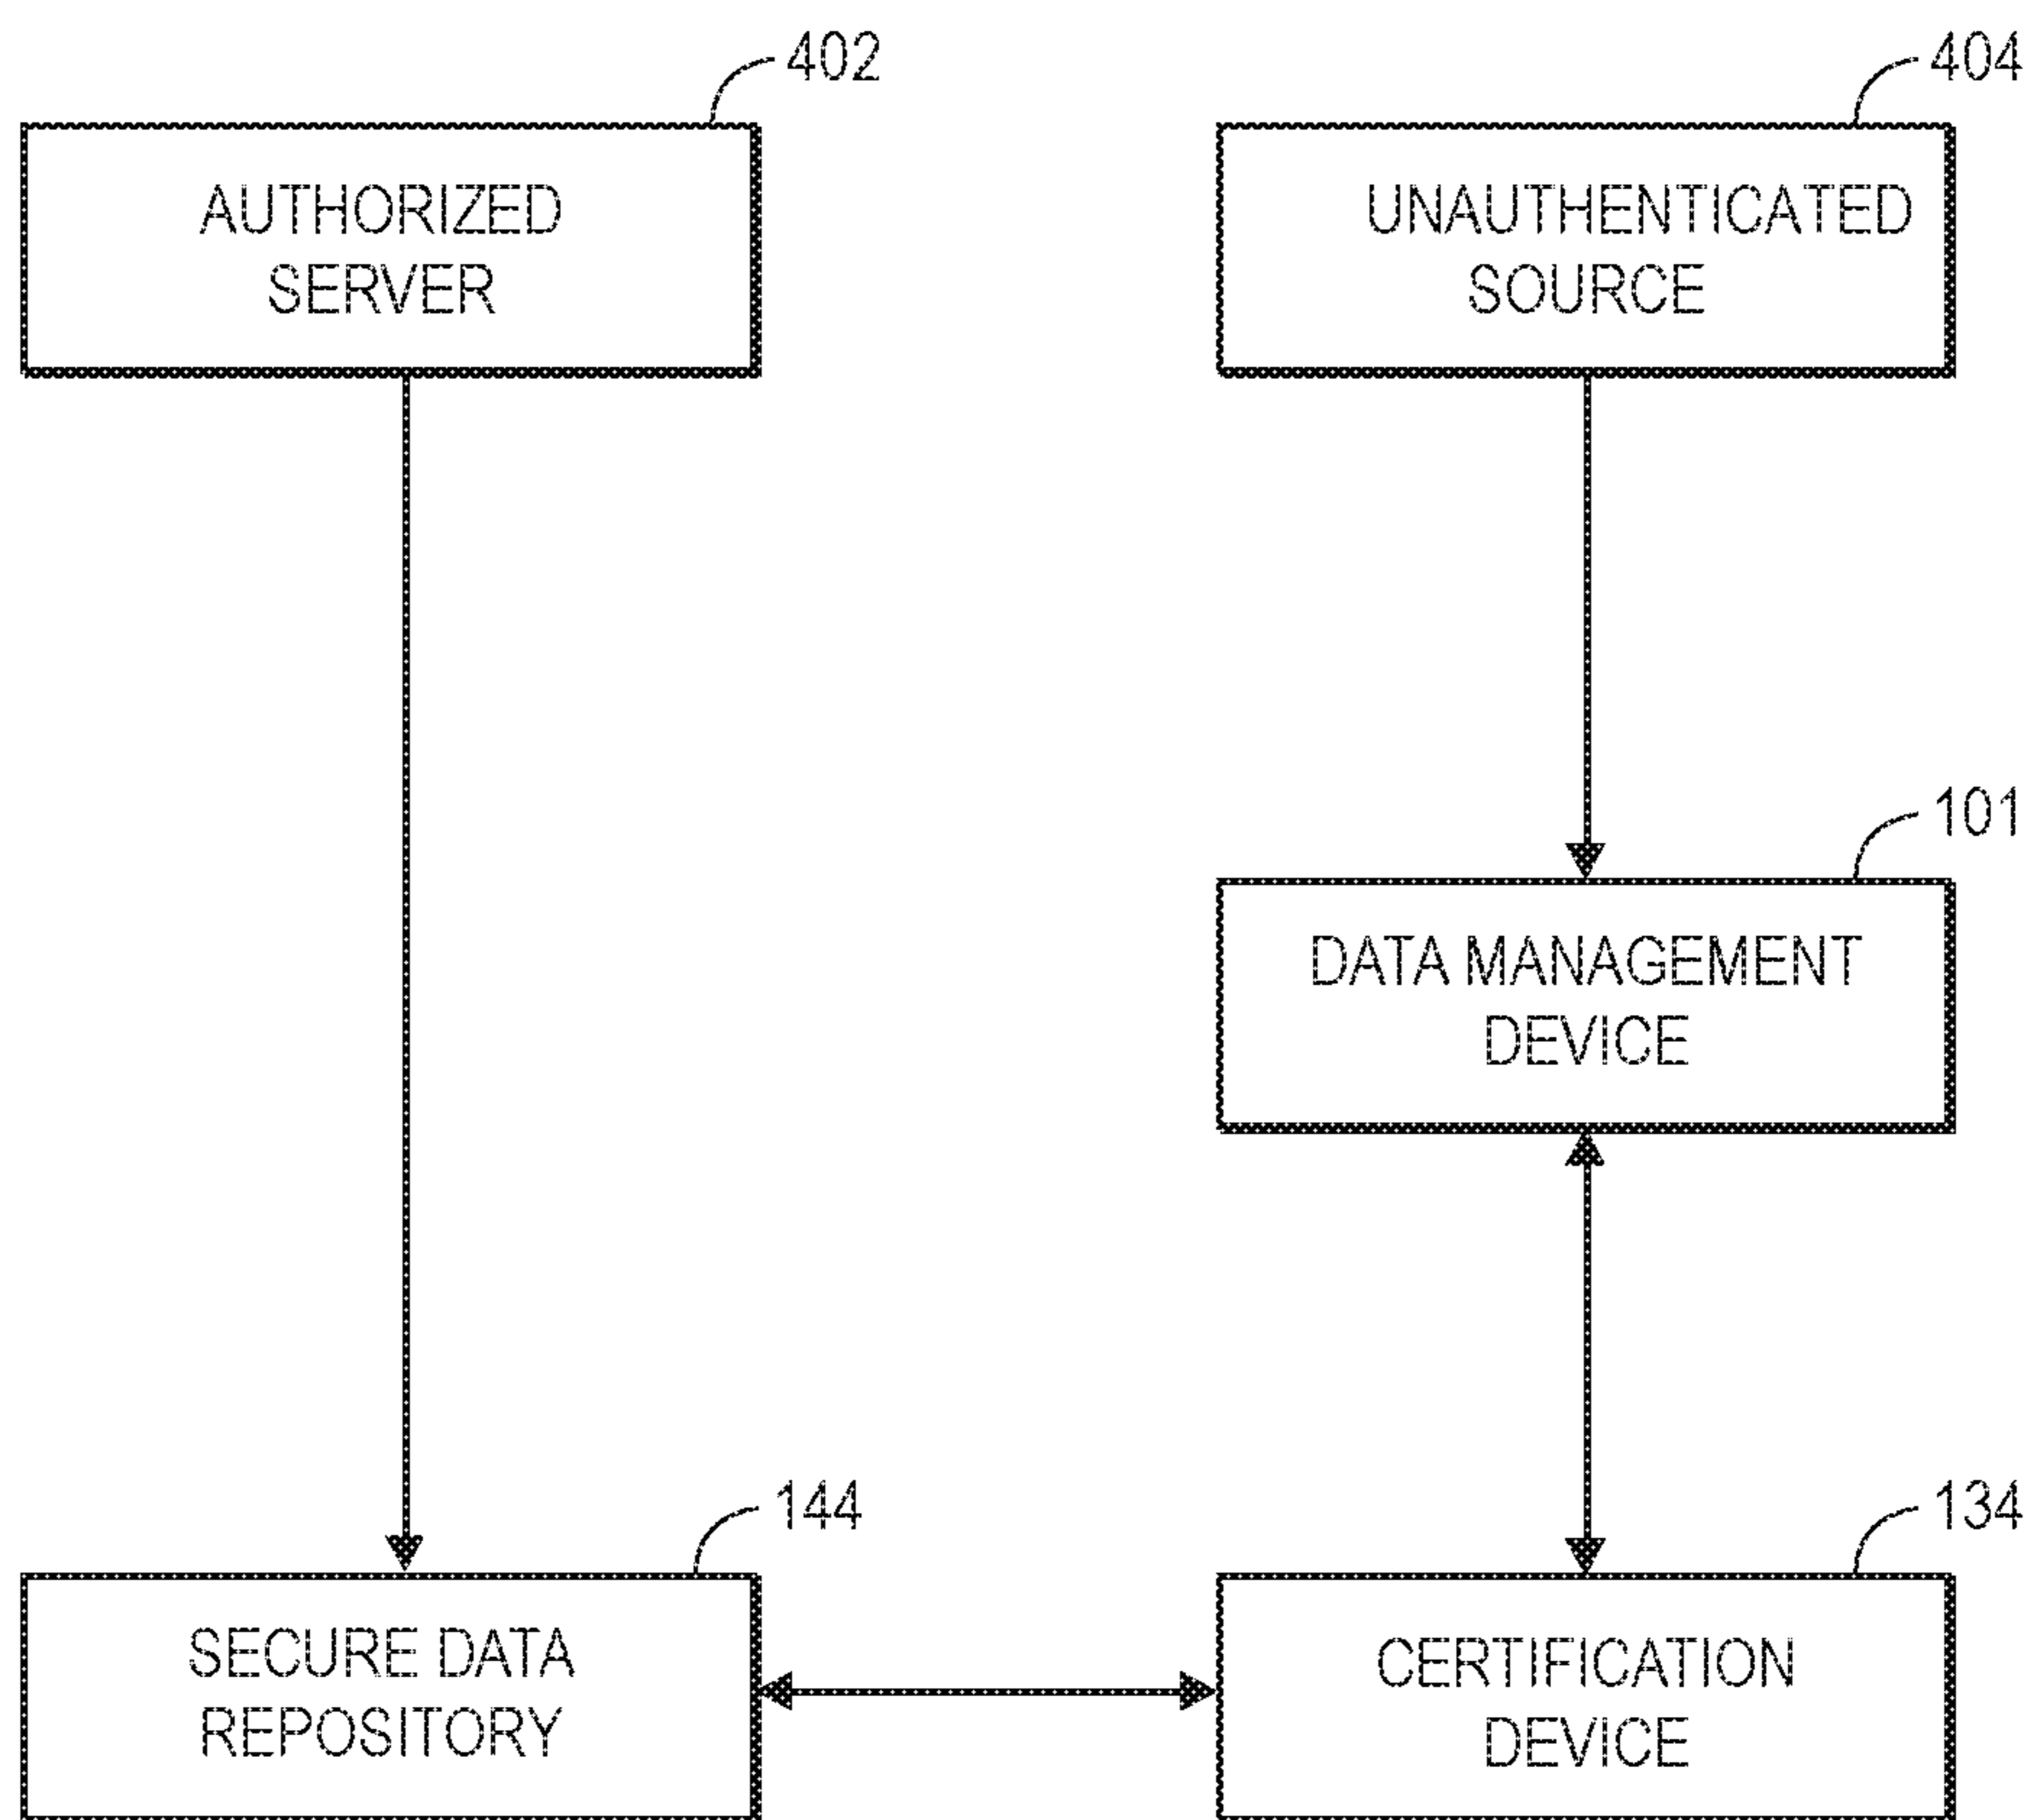 402
404
AUTHORIZED
SERVER
UNAUTHENTICATED
SOURCE
101
DATA MANAGEMENT
DEVICE
144
134
SECURE DATA
REPOSITORY
CERTIFICATION
DEVICE